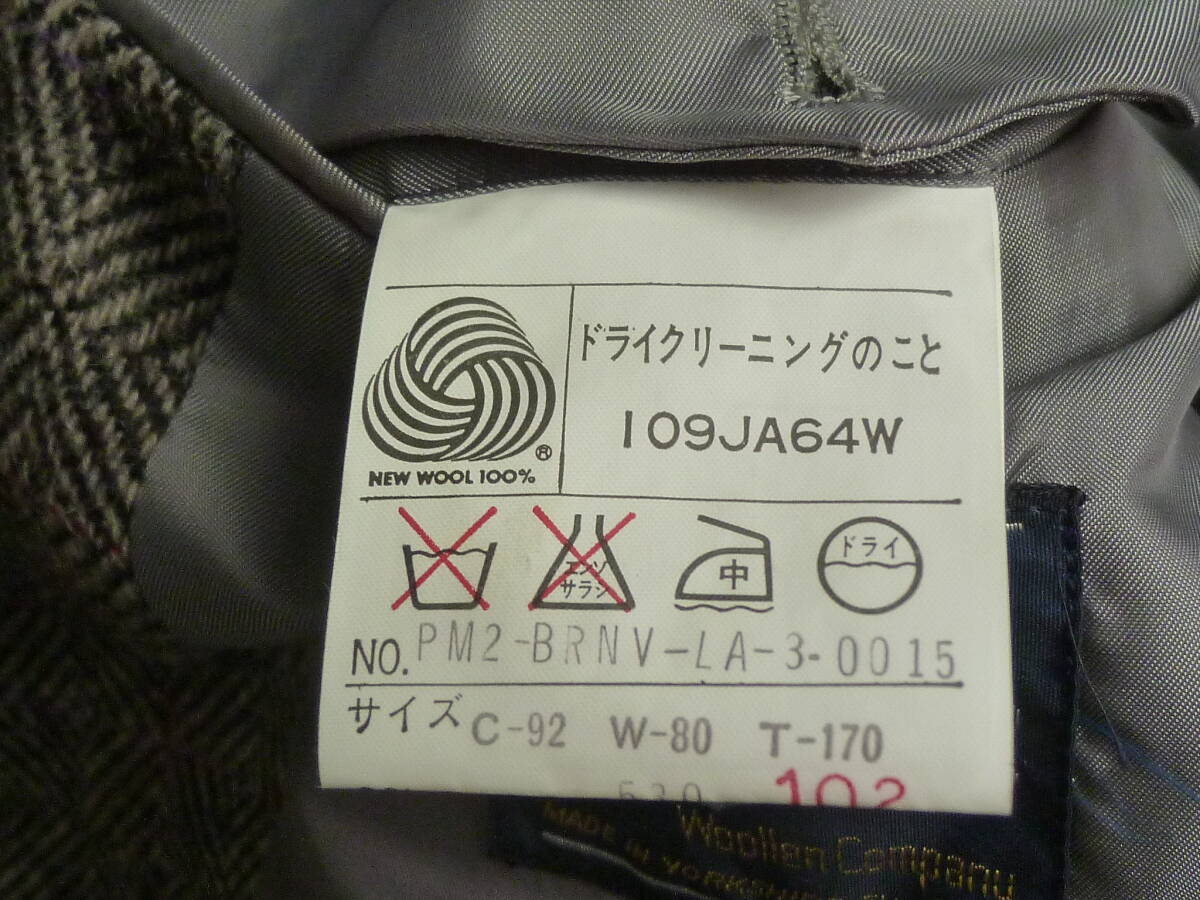 ドライクリーニングのこと
109JA64W
®
NEW WOOL 100%
エンソ
サラシ
中
ドライ
NO. PM2-BRNV-LA-3-0015
サイズ C-92 W-80 T-170
530 102
Woollen Company
MADE IN YORKSHIRE